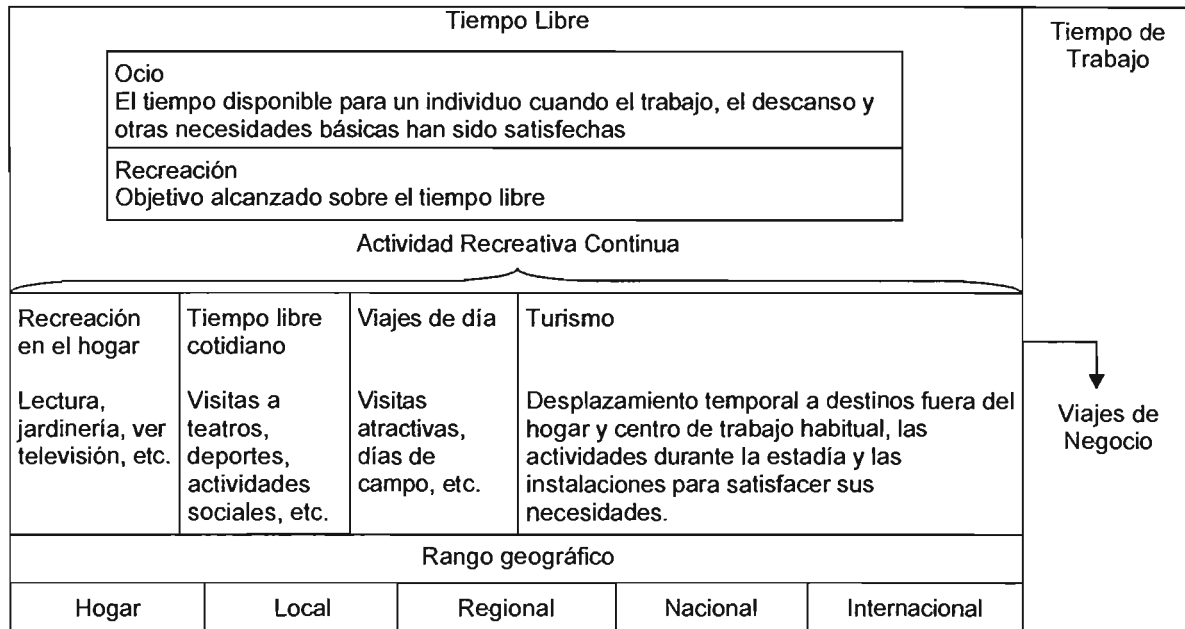 Tiempo Libre
Tiempo de
Trabajo
Ocio
El tiempo disponible para un individuo cuando el trabajo, el descanso y
otras necesidades básicas han sido satisfechas
Recreación
Objetivo alcanzado sobre el tiempo libre
Actividad Recreativa Continua
Recreación
en el hogar
Lectura,
jardinería, ver
televisión, etc.
Tiempo libre
cotidiano
Visitas a
teatros,
deportes,
actividades
sociales, etc.
Viajes de día
Visitas
atractivas,
días de
campo, etc.
Turismo
Desplazamiento temporal a destinos fuera del
hogar y centro de trabajo habitual, las
actividades durante la estadía y las
instalaciones para satisfacer sus
necesidades.
Viajes de
Negocio
Rango geográfico
Hogar
Local
Regional
Nacional
Internacional